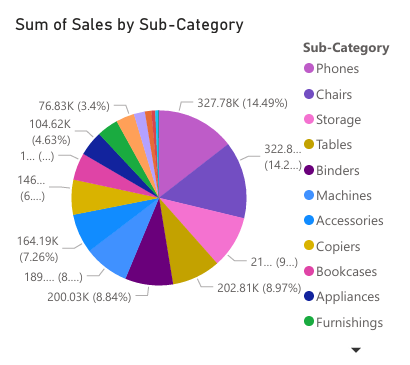 Sum of Sales by Sub-Category
Sub-Category
Phones
Chairs
Storage
Tables
Binders
Machines
Accessories
Copiers
Bookcases
Appliances
Furnishings
327.78K (14.49%)
322.8...
(14.2...)
21... (9...)
202.81K (8.97%)
200.03K (8.84%)
189.... (8....)
164.19K
(7.26%)
146...
(6....)
1... (...)
104.62K
(4.63%)
76.83K (3.4%)